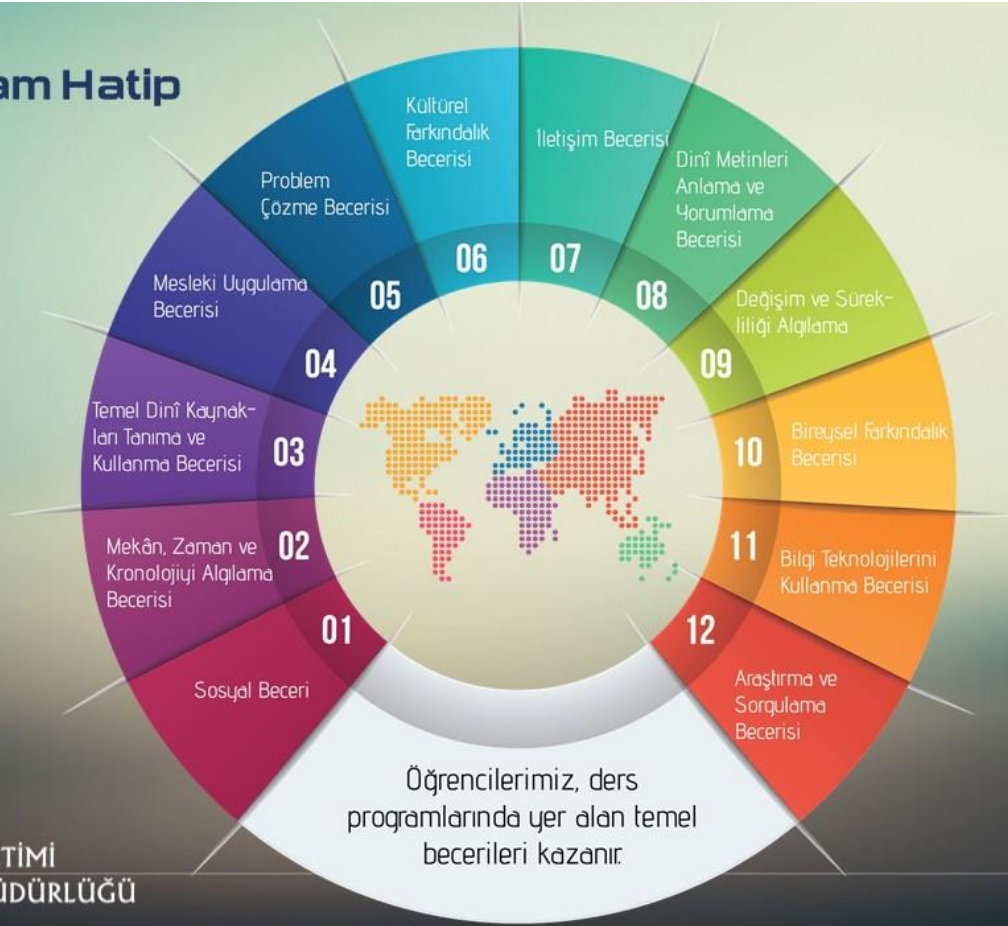 am Hatip
01
Sosyal Beceri
02
Mekân, Zaman ve
Kronolojiyi Algılama
Becerisi
03
Temel Dinî Kaynak-
ları Tanıma ve
Kullanma Becerisi
04
Mesleki Uygulama
Becerisi
05
Problem
Çözme Becerisi
06
Kültürel
Farkındalık
Becerisi
07
İletişim Becerisi
08
Dinî Metinleri
Anlama ve
Yorumlama
Becerisi
09
Değişim ve Sürek-
liliği Algılama
10
Bireysel Farkındalık
Becerisi
11
Bilgi Teknolojilerini
Kullanma Becerisi
12
Araştırma ve
Sorgulama
Becerisi
Öğrencilerimiz, ders
programlarında yer alan temel
becerileri kazanır.
TİMİ
ÜDÜRLÜĞÜ